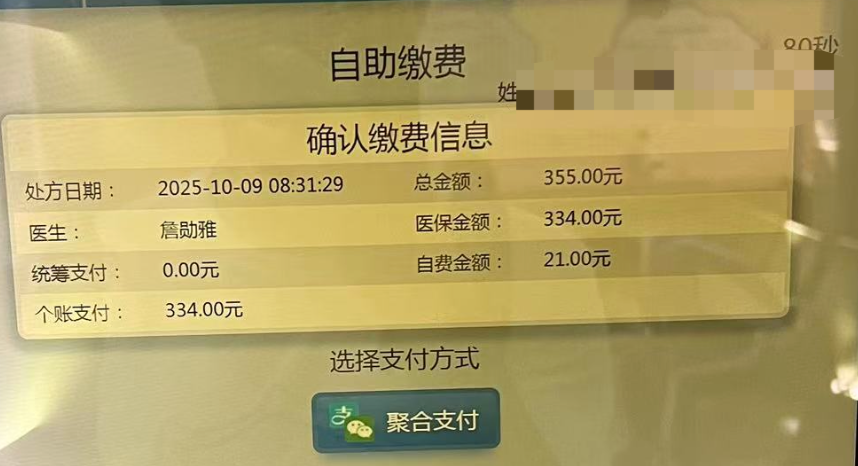 80秒
自助缴费
姓
确认缴费信息
处方日期： 2025-10-09 08:31:29 总金额： 355.00元
医生： 詹勋雅 医保金额： 334.00元
统筹支付： 0.00元 自费金额： 21.00元
个账支付： 334.00元
选择支付方式
支 聚合支付